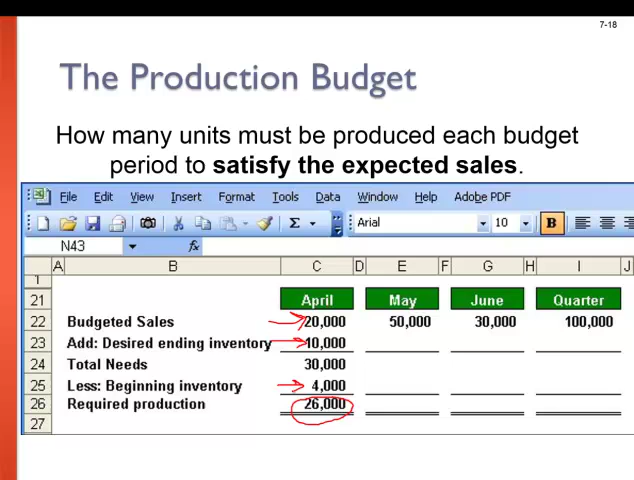 7-18
The Production Budget
How many units must be produced each budget
period to satisfy the expected sales.
File Edit View Insert Format Tools Data Window Help Adobe PDF
Σ Arial 10 B
N43 fx
A B C D E F G H I J
1
21 April May June Quarter
22 Budgeted Sales 20,000 50,000 30,000 100,000
23 Add: Desired ending inventory 10,000
24 Total Needs 30,000
25 Less: Beginning inventory 4,000
26 Required production 26,000
27